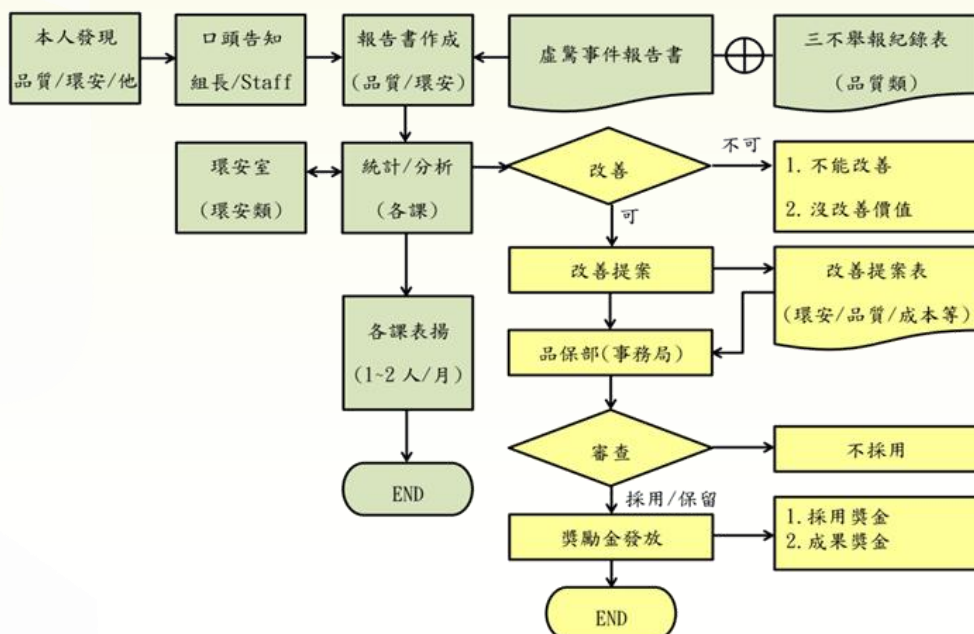 本人發現
品質/環安/他
口頭告知
組長/Staff
報告書作成
(品質/環安)
虛驚事件報告書
三不舉報紀錄表
(品質類)
環安室
(環安類)
統計/分析
(各課)
改善
不可
1. 不能改善
2. 沒改善價值
可
改善提案
改善提案表
(環安/品質/成本等)
各課表揚
(1~2 人/月)
品保部(事務局)
審查
不採用
END
採用/保留
獎勵金發放
1. 採用獎金
2. 成果獎金
END